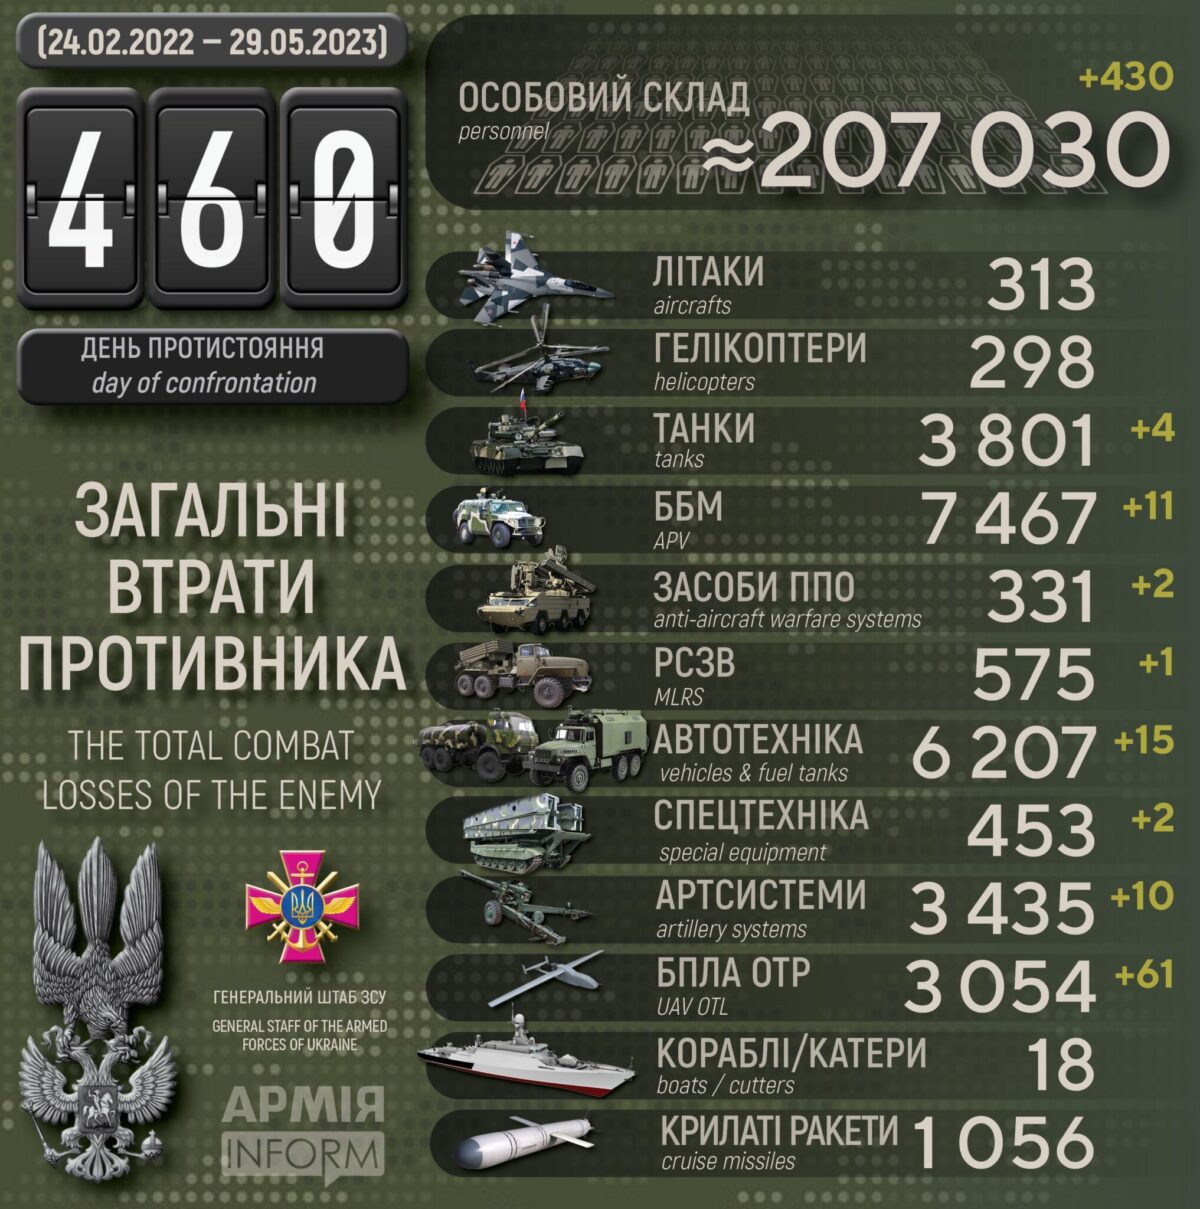 (24.02.2022 – 29.05.2023)
460
ДЕНЬ ПРОТИСТОЯННЯ
day of confrontation
ЗАГАЛЬНІ
ВТРАТИ
ПРОТИВНИКА
THE TOTAL COMBAT
LOSSES OF THE ENEMY
ГЕНЕРАЛЬНИЙ ШТАБ ЗСУ
GENERAL STAFF OF THE ARMED
FORCES OF UKRAINE
АРМІЯ
INFORM
ОСОБОВИЙ СКЛАД
personnel
+430
≈207 030
ЛІТАКИ
aircrafts
313
ГЕЛІКОПТЕРИ
helicopters
298
ТАНКИ
tanks
3 801 +4
ББМ
APV
7 467 +11
ЗАСОБИ ППО
anti-aircraft warfare systems
331 +2
РСЗВ
MLRS
575 +1
АВТОТЕХНІКА
vehicles & fuel tanks
6 207 +15
СПЕЦТЕХНІКА
special equipment
453 +2
АРТСИСТЕМИ
artillery systems
3 435 +10
БПЛА ОТР
UAV OTL
3 054 +61
КОРАБЛІ/КАТЕРИ
boats / cutters
18
КРИЛАТІ РАКЕТИ
cruise missiles
1 056